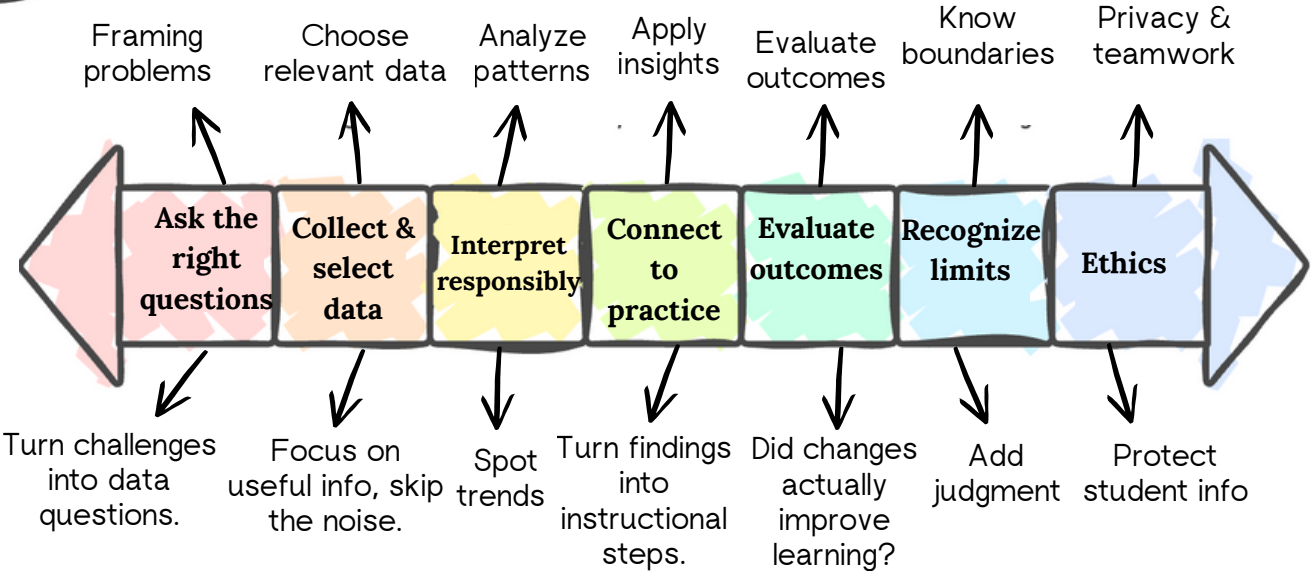 Framing
problems
Choose
relevant data
Analyze
patterns
Apply
insights
Evaluate
outcomes
Know
boundaries
Privacy &
teamwork
Ask the
right
questions
Collect &
select
data
Interpret
responsibly
Connect
to
practice
Evaluate
outcomes
Recognize
limits
Ethics
Turn challenges
into data
questions.
Focus on
useful info, skip
the noise.
Spot
trends
Turn findings
into
instructional
steps.
Did changes
actually
improve
learning?
Add
judgment
Protect
student info